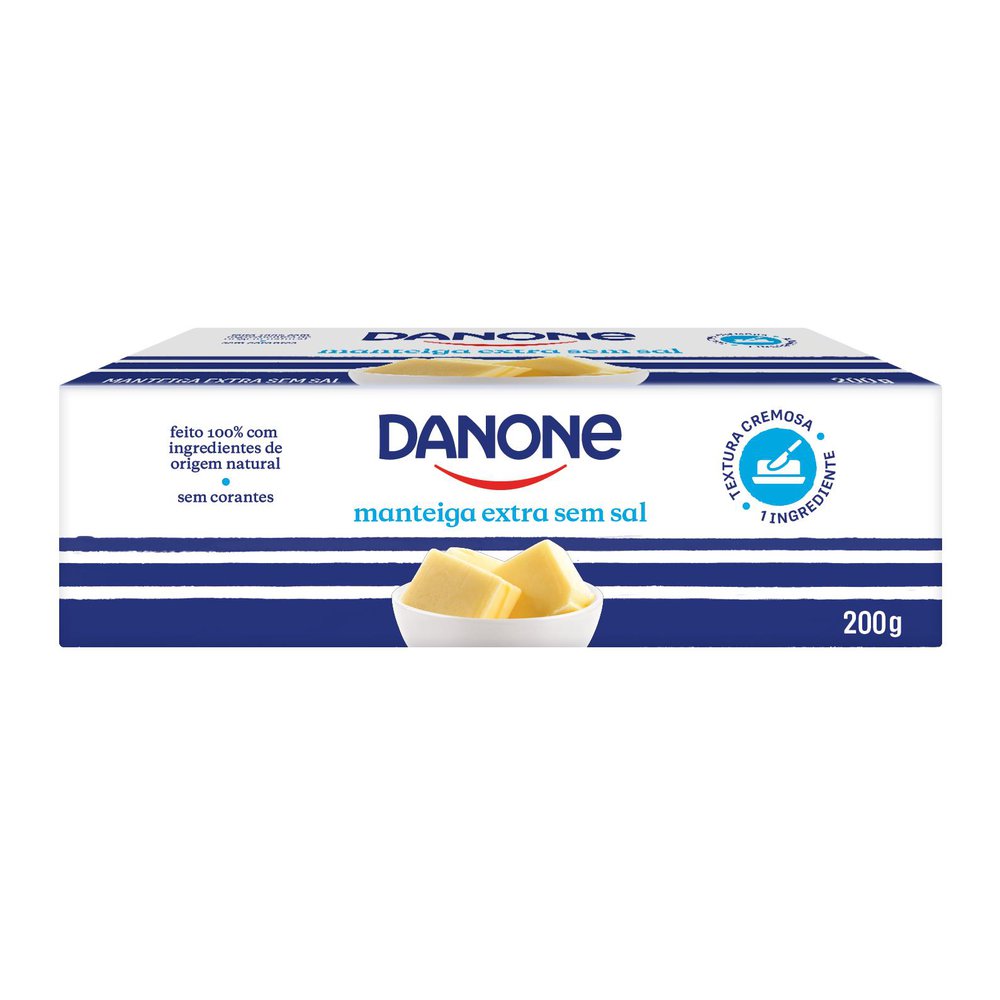 DANONE
manteiga extra sem sal
MANTEIGA EXTRA SEM SAL
200g
feito 100% com
ingredientes de
origem natural
•
sem corantes
DANONE
manteiga extra sem sal
• TEXTURA CREMOSA •
• 1 INGREDIENTE
200g